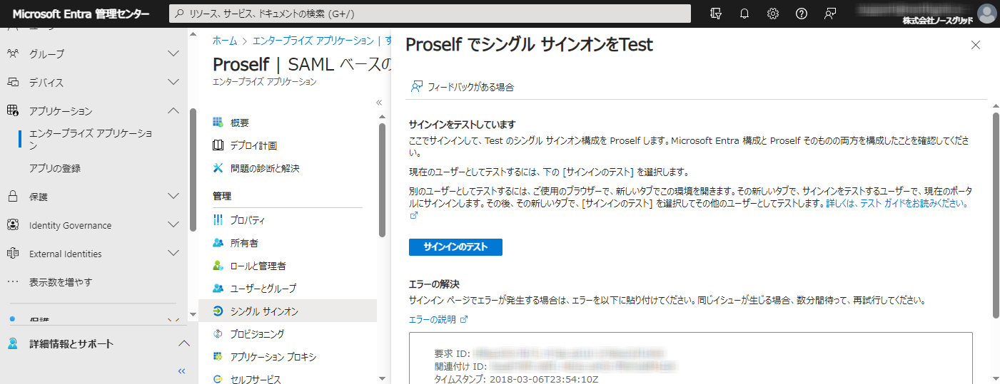 Microsoft Entra 管理センター
リソース、サービス、ドキュメントの検索 (G+/)
株式会社ノースグリッド
グループ
デバイス
アプリケーション
エンタープライズ アプリケーショ
ン
アプリの登録
保護
Identity Governance
External Identities
表示数を増やす
保護
詳細情報とサポート
ホーム > エンタープライズ アプリケーション | す
Proself | SAML ベースの
エンタープライズ アプリケーション
概要
デプロイ計画
問題の診断と解決
管理
プロパティ
所有者
ロールと管理者
ユーザーとグループ
シングル サインオン
プロビジョニング
アプリケーション プロキシ
セルフサービス
Proself でシングル サインオンをTest
フィードバックがある場合
サインインをテストしています
ここでサインインして、Test のシングル サインオン構成を Proself します。Microsoft Entra 構成と Proself そのものの両方を構成したことを確認してくださ
い。
現在のユーザーとしてテストするには、下の [サインインのテスト] を選択します。
別のユーザーとしてテストするには、ご使用のブラウザーで、新しいタブでこの環境を開きます。その新しいタブで、サインインをテストするユーザーで、現在のポータ
ルにサインインします。その後、その新しいタブで、[サインインのテスト] を選択してその他のユーザーとしてテストします。詳しくは、テスト ガイドをお読みください。
サインインのテスト
エラーの解決
サインイン ページでエラーが発生する場合は、エラーを以下に貼り付けてください。同じイシューが生じる場合、数分間待って、再試行してください。
エラーの説明
要求 ID:
関連付け ID:
タイムスタンプ: 2018-03-06T23:54:10Z